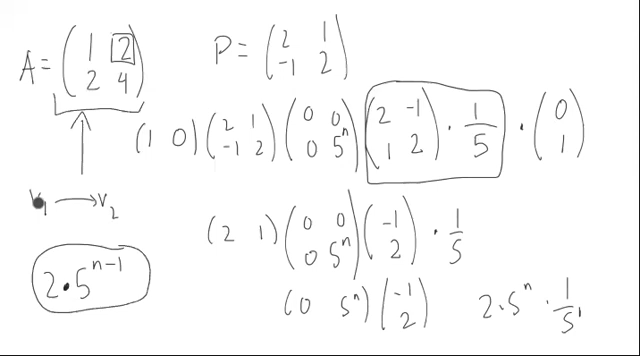 A = (1 2 2 4) P = (2 1 -1 2)
(1 0) (2 1 -1 2) (0 0 0 5^n) (2 -1 1 2) · 1/5 · (0 1)
v_1 → v_2 (2 1) (0 0 0 5^n) (-1 2) · 1/5
2·5^{n-1} (0 5^n) (-1 2) 2·5^n · 1/5